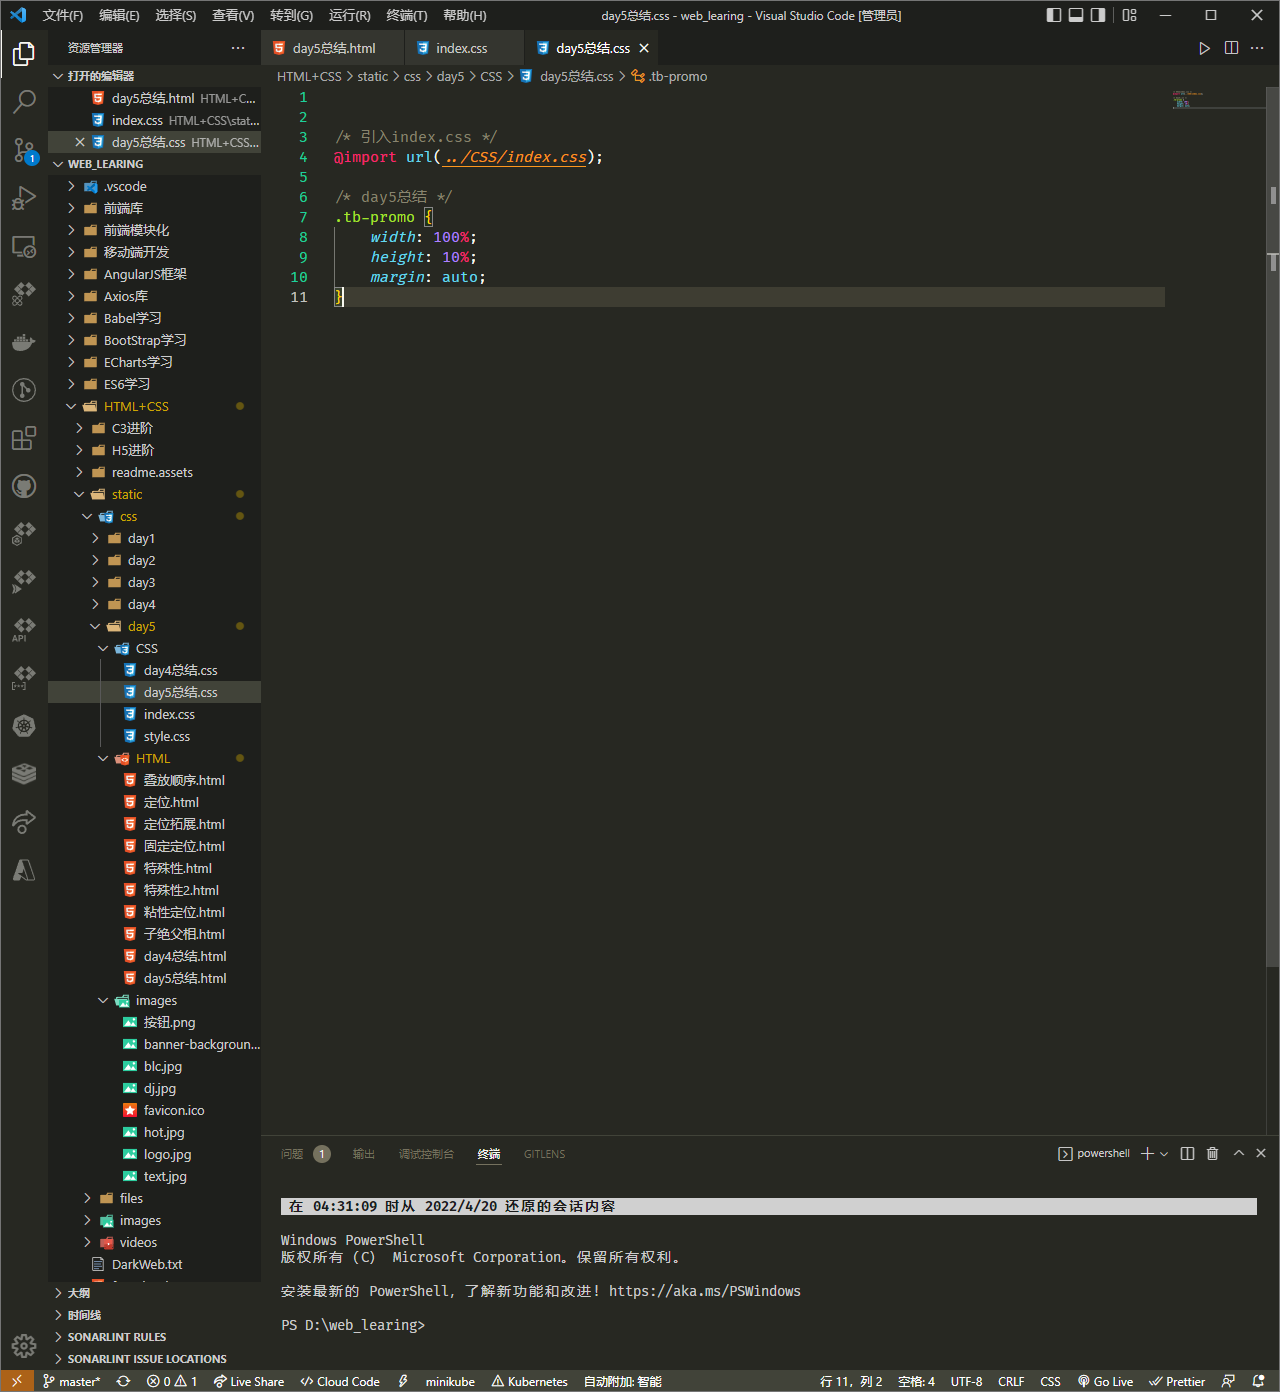 文件(F) 编辑(E) 选择(S) 查看(V) 转到(G) 运行(R) 终端(T) 帮助(H) day5总结.css - web_learing - Visual Studio Code [管理员]
资源管理器
day5总结.html index.css day5总结.css
HTML+CSS > static > css > day5 > CSS > day5总结.css > .tb-promo
打开的编辑器
day5总结.html HTML+C...
index.css HTML+CSS\stat...
day5总结.css HTML+CSS...
WEB_LEARING
.vscode
前端库
前端模块化
移动端开发
AngularJS框架
Axios库
Babel学习
BootStrap学习
ECharts学习
ES6学习
HTML+CSS
C3进阶
H5进阶
readme.assets
static
css
day1
day2
day3
day4
day5
CSS
day4总结.css
day5总结.css
index.css
style.css
HTML
叠放顺序.html
定位.html
定位拓展.html
固定定位.html
特殊性.html
特殊性2.html
粘性定位.html
子绝父相.html
day4总结.html
day5总结.html
images
按钮.png
banner-backgroun...
blc.jpg
dj.jpg
favicon.ico
hot.jpg
logo.jpg
text.jpg
files
images
videos
DarkWeb.txt
大纲
时间线
SONARLINT RULES
SONARLINT ISSUE LOCATIONS
1
API
1
2
3 /* 引入index.css */
4 @import url(../CSS/index.css);
5
6 /* day5总结 */
7 .tb-promo {
8 width: 100%;
9 height: 10%;
10 margin: auto;
11 }
问题 1 输出 调试控制台 终端 GITLENS powershell
在 04:31:09 时从 2022/4/20 还原的会话内容
Windows PowerShell
版权所有 (C) Microsoft Corporation。保留所有权利。
安装最新的 PowerShell，了解新功能和改进！https://aka.ms/PSWindows
PS D:\web_learing>
master* 0 1 Live Share Cloud Code minikube Kubernetes 自动附加: 智能 行 11, 列 2 空格: 4 UTF-8 CRLF CSS Go Live Prettier